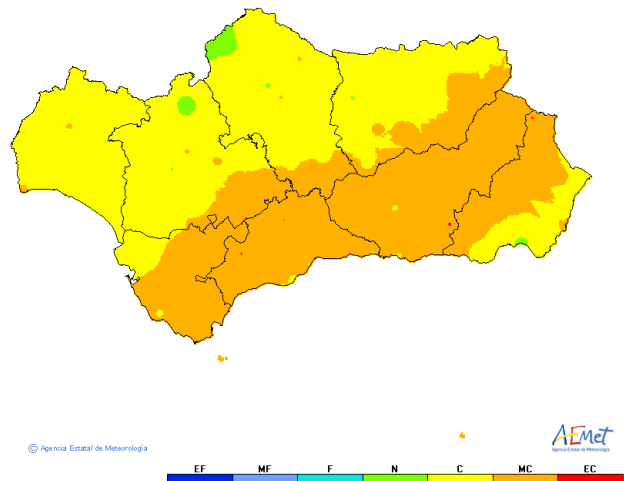 © Agencia Estatal de Meteorología
AEMet
Agencia Estatal de Meteorología
EF MF F N C MC EC